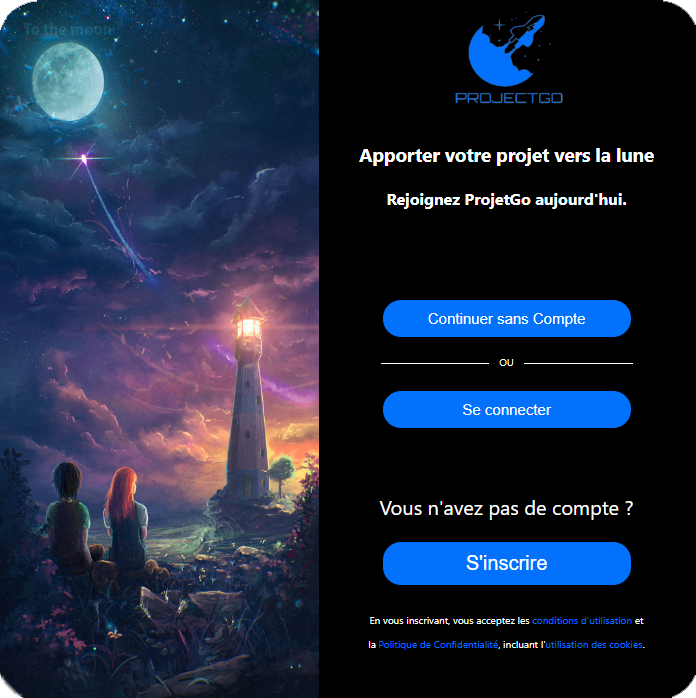 To the moon
PROJECTGO
Apporter votre projet vers la lune
Rejoignez ProjetGo aujourd'hui.
Continuer sans Compte
OU
Se connecter
Vous n'avez pas de compte ?
S'inscrire
En vous inscrivant, vous acceptez les conditions d'utilisation et
la Politique de Confidentialité, incluant l'utilisation des cookies.